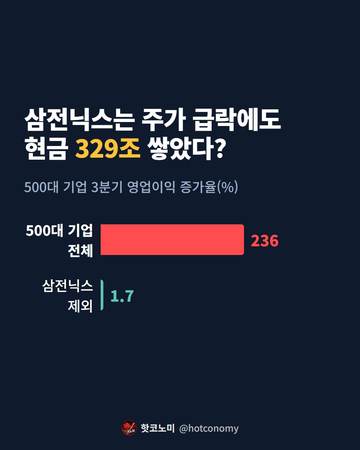 삼전닉스는 주가 급락에도
현금 329조 쌓았다?
500대 기업 3분기 영업이익 증가율(%)
500대 기업
전체
236
삼전닉스
제외
1.7
핫코노미 @hotconomy